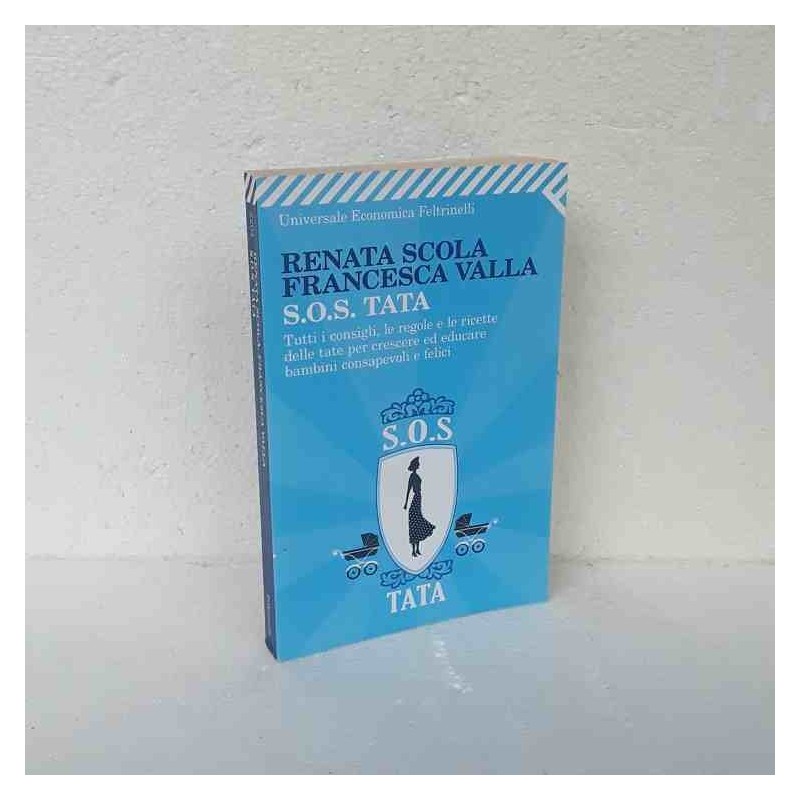 Universale Economica Feltrinelli
RENATA SCOLA
FRANCESCA VALLA
S.O.S. TATA
Tutti i consigli, le regole e le ricette
delle tate per crescere ed educare
bambini consapevoli e felici
S.O.S
TATA